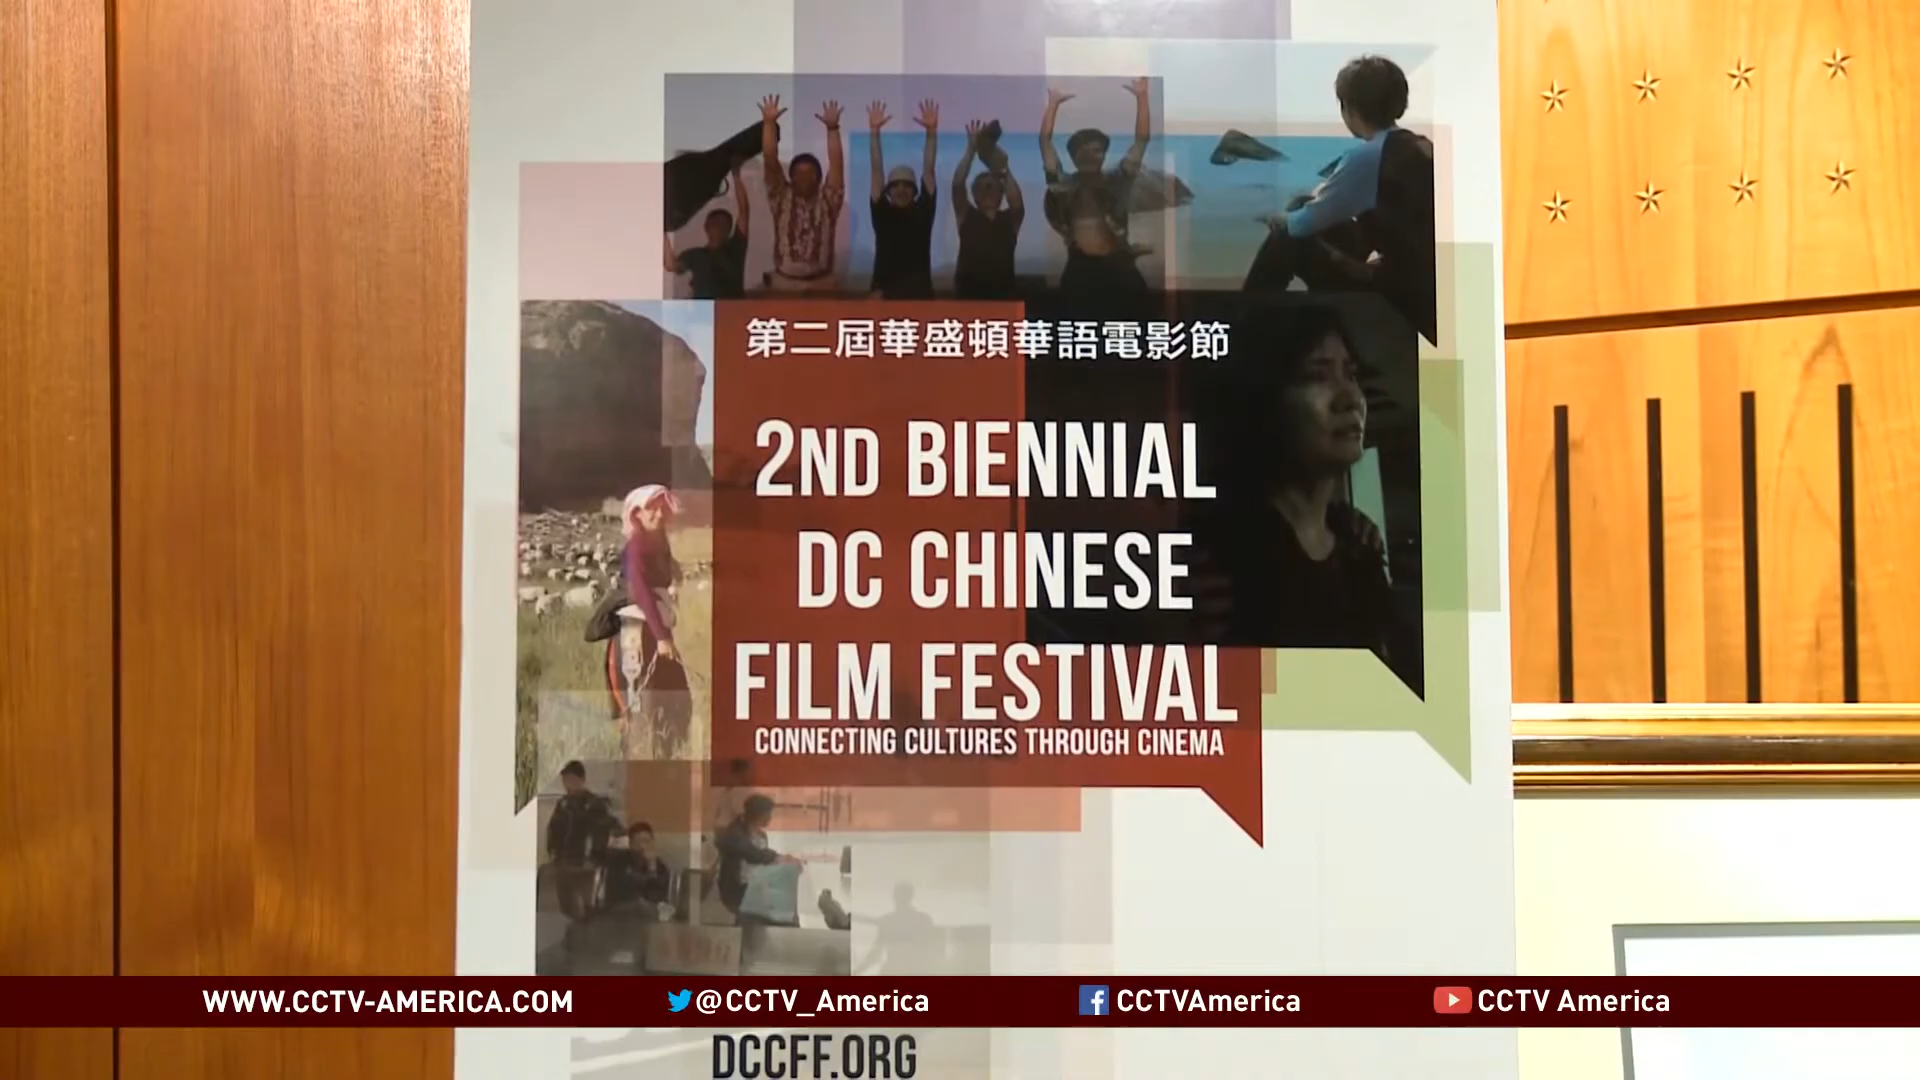 第二屆華盛頓華語電影節
2ND BIENNIAL
DC CHINESE
FILM FESTIVAL
CONNECTING CULTURES THROUGH CINEMA
WWW.CCTV-AMERICA.COM
@CCTV_America
CCTVAmerica
CCTV America
DCCFF.ORG